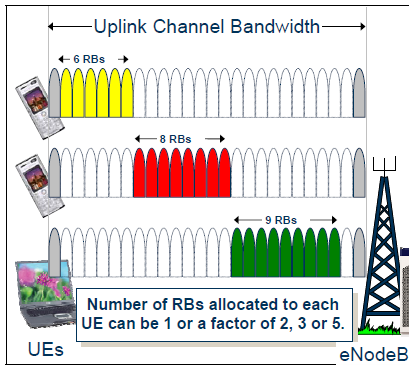 Uplink Channel Bandwidth
6 RBs
8 RBs
9 RBs
Number of RBs allocated to each
UE can be 1 or a factor of 2, 3 or 5.
UEs
eNodeB